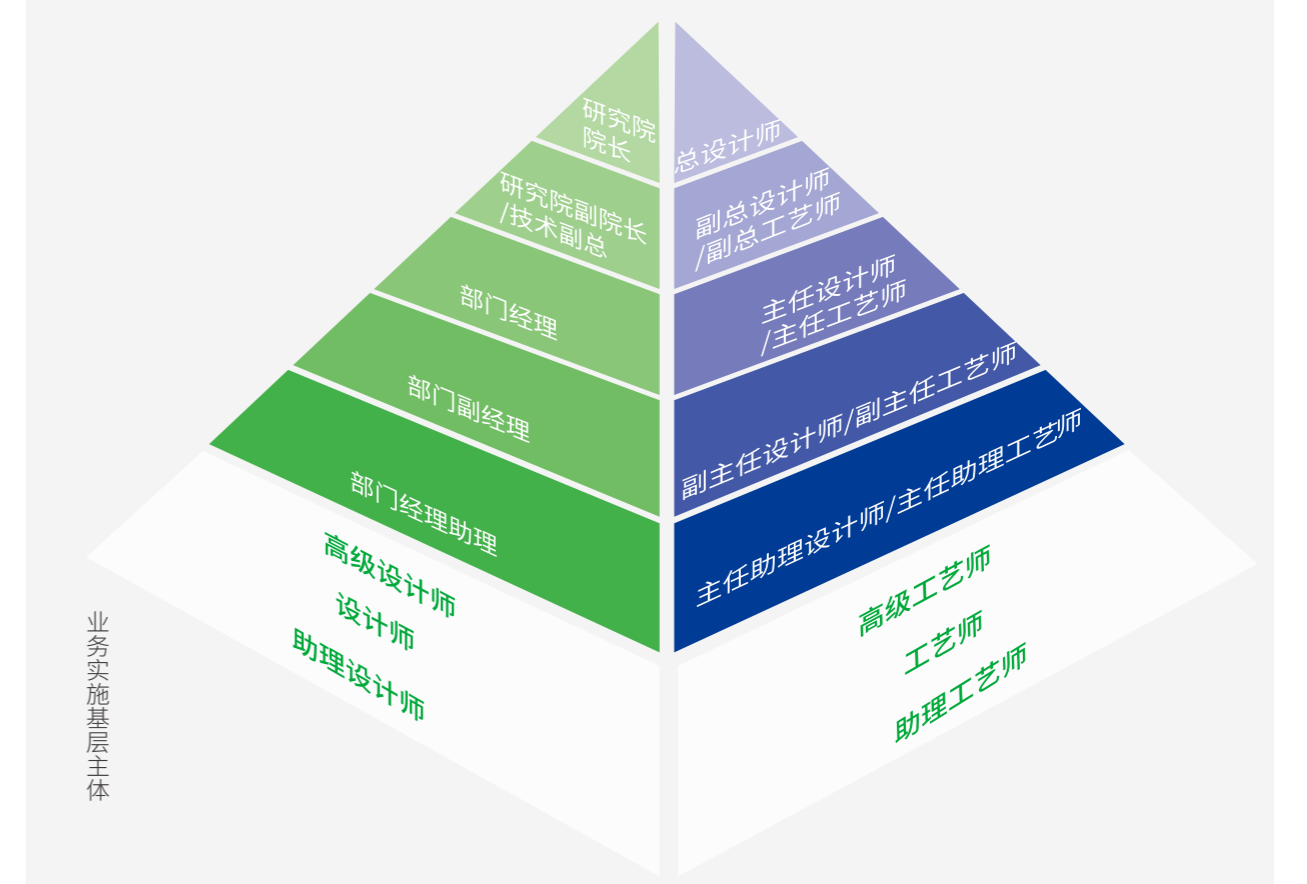 研究院
院长
研究院副院长
/技术副总
部门经理
部门副经理
部门经理助理
总设计师
副总设计师
/副总工艺师
主任设计师
/主任工艺师
副主任设计师/副主任工艺师
主任助理设计师/主任助理工艺师
高级设计师
设计师
助理设计师
高级工艺师
工艺师
助理工艺师
业务实施基层主体